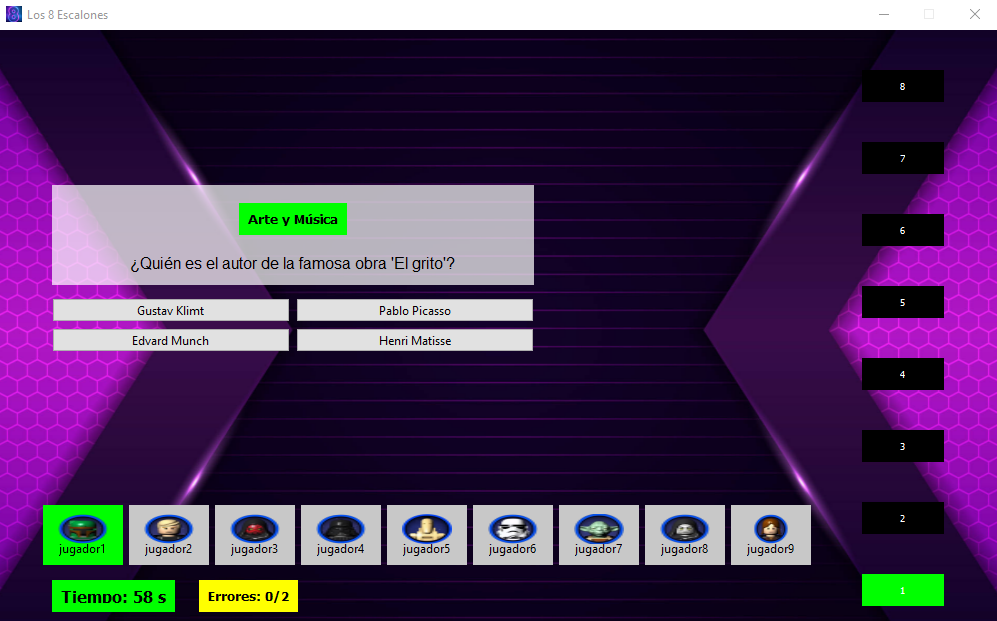 Los 8 Escalones
Arte y Música
¿Quién es el autor de la famosa obra 'El grito'?
Gustav Klimt
Pablo Picasso
Edvard Munch
Henri Matisse
8
7
6
5
4
3
2
1
jugador1
jugador2
jugador3
jugador4
jugador5
jugador6
jugador7
jugador8
jugador9
Tiempo: 58 s
Errores: 0/2